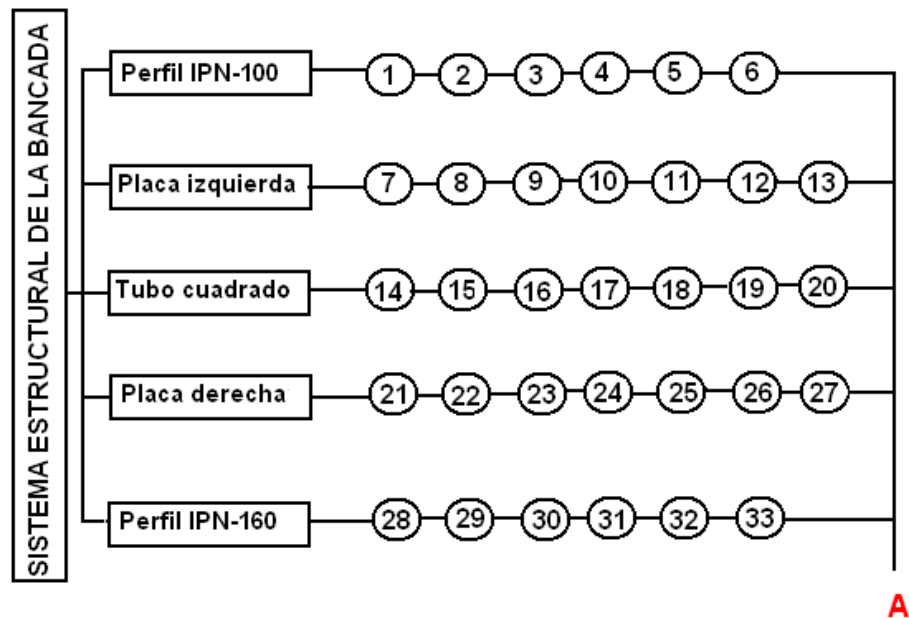 SISTEMA ESTRUCTURAL DE LA BANCADA
Perfil IPN-100 1 2 3 4 5 6
Placa izquierda 7 8 9 10 11 12 13
Tubo cuadrado 14 15 16 17 18 19 20
Placa derecha 21 22 23 24 25 26 27
Perfil IPN-160 28 29 30 31 32 33
A